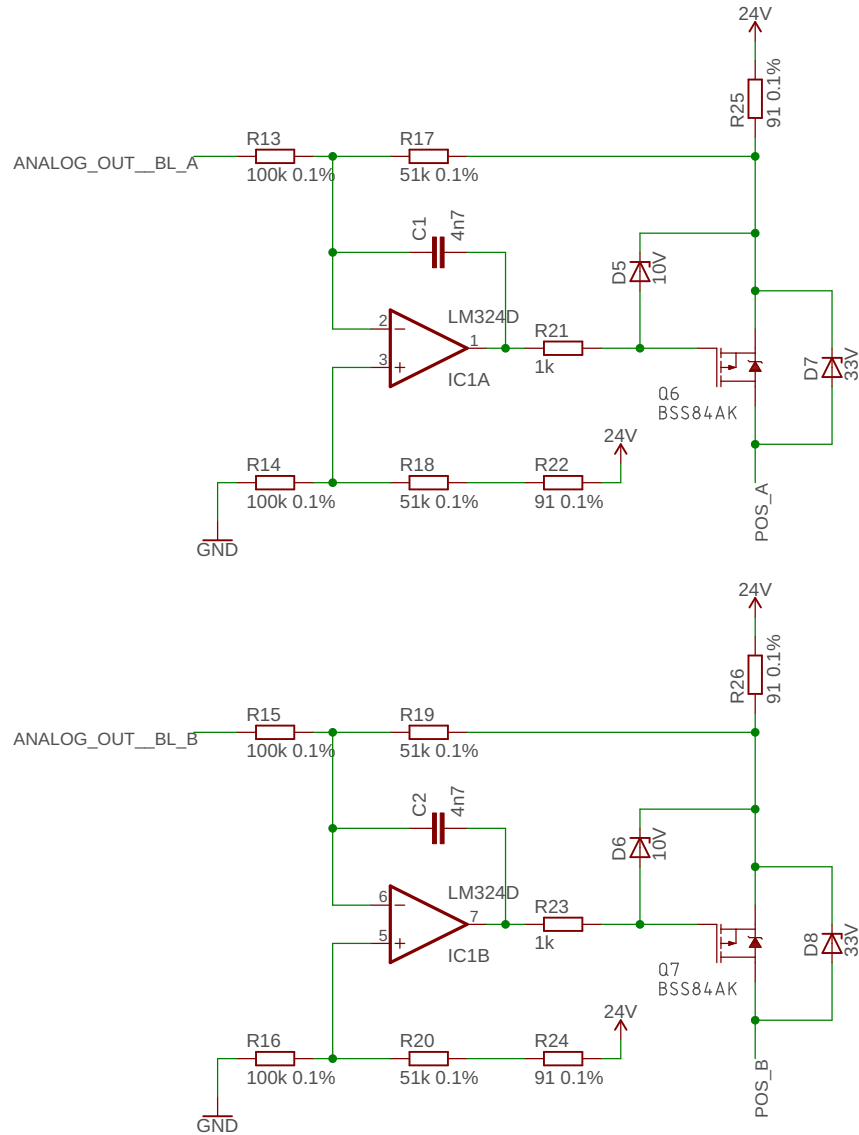 24V
R25
91 0.1%
R13
R17
ANALOG_OUT__BL_A
100k 0.1%
51k 0.1%
C1
4n7
D5
10V
LM324D
2
1
3
R21
1k
IC1A
D7
33V
Q6
BSS84AK
24V
R14
R18
R22
100k 0.1%
51k 0.1%
91 0.1%
POS_A
GND
24V
R26
91 0.1%
R15
R19
ANALOG_OUT__BL_B
100k 0.1%
51k 0.1%
C2
4n7
D6
10V
LM324D
6
7
5
R23
1k
IC1B
D8
33V
Q7
BSS84AK
24V
R16
R20
R24
100k 0.1%
51k 0.1%
91 0.1%
POS_B
GND